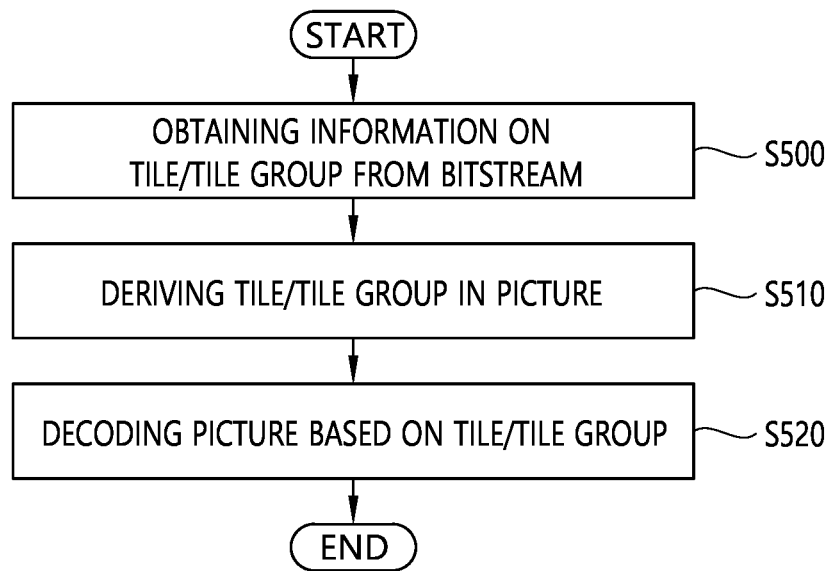 START
OBTAINING INFORMATION ON
TILE/TILE GROUP FROM BITSTREAM
S500
DERIVING TILE/TILE GROUP IN PICTURE
S510
DECODING PICTURE BASED ON TILE/TILE GROUP
S520
END